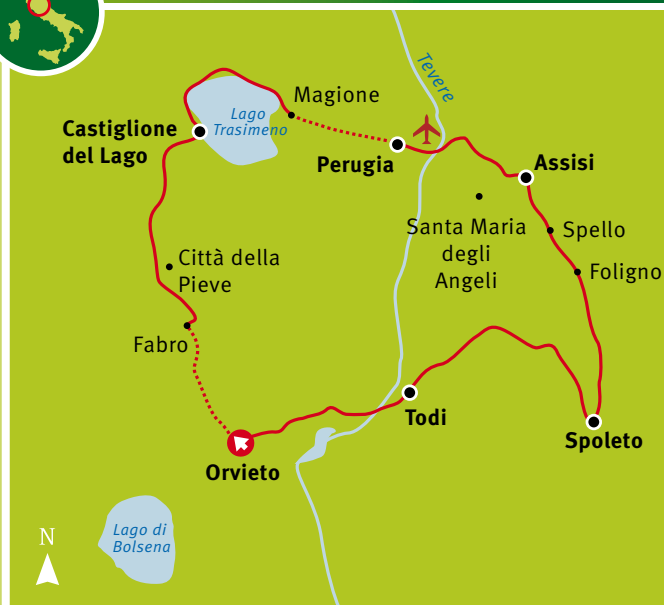 Tevere
Magione
Lago
Trasimeno
Castiglione
del Lago
Perugia
Assisi
Santa Maria
degli
Angeli
Spello
Foligno
Città della
Pieve
Fabro
Todi
Spoleto
Orvieto
Lago di
Bolsena
N